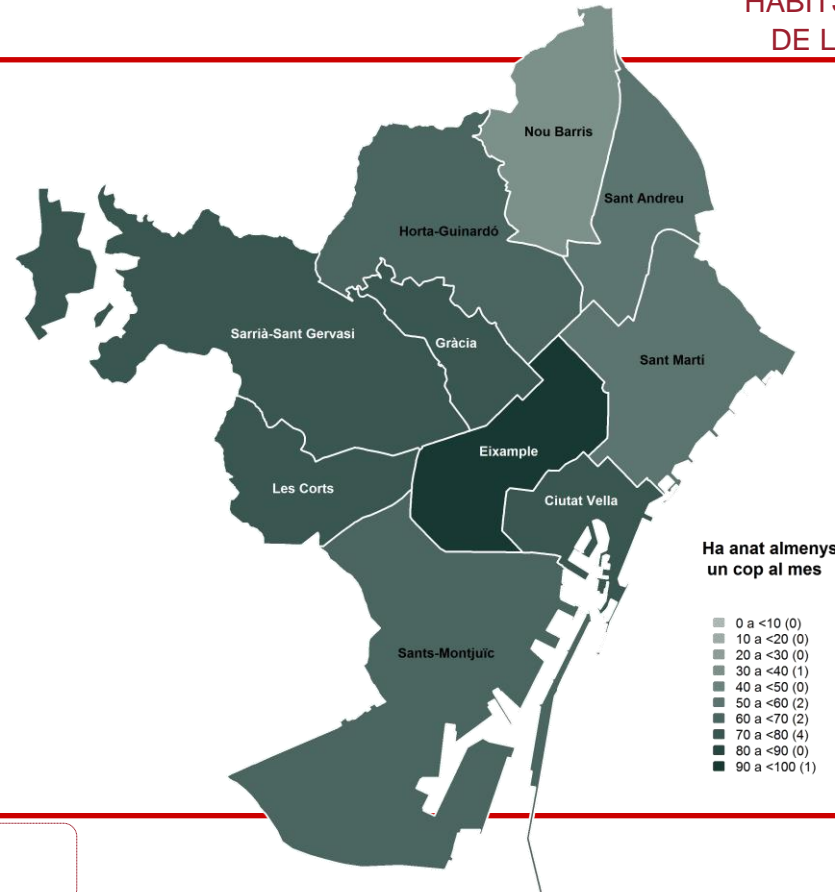 HÀBITS
DE L
Nou Barris
Sant Andreu
Horta-Guinardó
Sarrià-Sant Gervasi
Gràcia
Sant Martí
Eixample
Les Corts
Ciutat Vella
Ha anat almenys
un cop al mes
Sants-Montjuïc
0 a <10 (0)
10 a <20 (0)
20 a <30 (0)
30 a <40 (1)
40 a <50 (0)
50 a <60 (2)
60 a <70 (2)
70 a <80 (4)
80 a <90 (0)
90 a <100 (1)